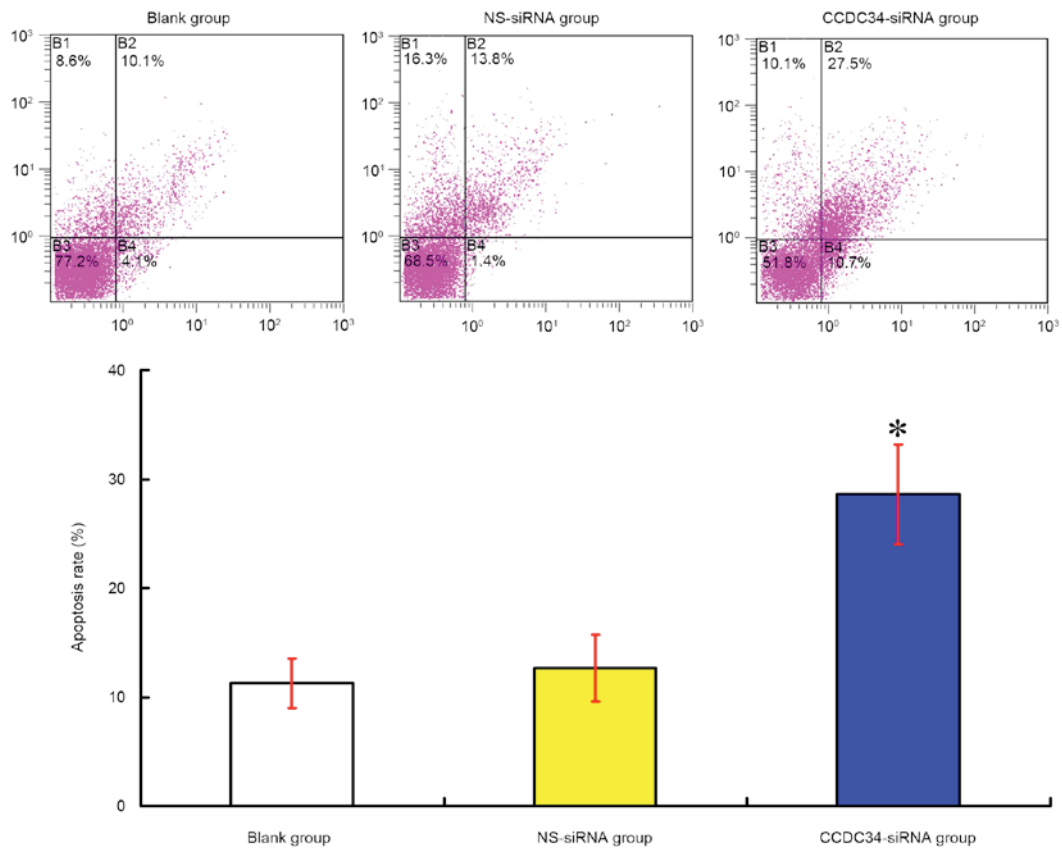 Blank group
NS-siRNA group
CCDC34-siRNA group
10³
B1
B2
8.6%
10.1%
10²
10¹
10⁰
B3
B4
77.2%
4.1%
10⁰
10¹
10²
10³
10³
B1
B2
16.3%
13.8%
10²
10¹
10⁰
B3
B4
68.5%
1.4%
10⁰
10¹
10²
10³
10³
B1
B2
10.1%
27.5%
10²
10¹
10⁰
B3
B4
51.8%
10.7%
10⁰
10¹
10²
10³
Apoptosis rate (%)
40
30
20
10
0
*
Blank group
NS-siRNA group
CCDC34-siRNA group